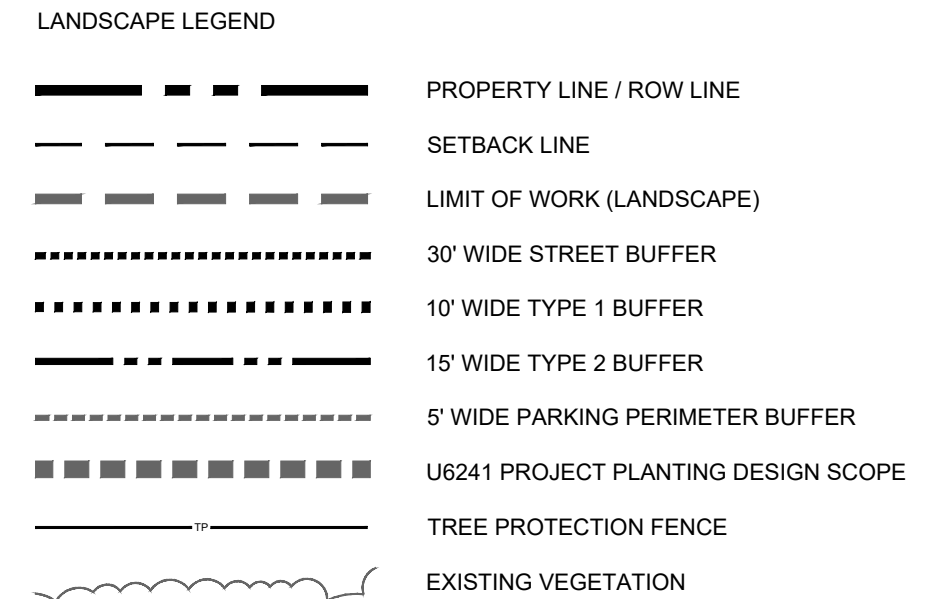 LANDSCAPE LEGEND
PROPERTY LINE / ROW LINE
SETBACK LINE
LIMIT OF WORK (LANDSCAPE)
30' WIDE STREET BUFFER
10' WIDE TYPE 1 BUFFER
15' WIDE TYPE 2 BUFFER
5' WIDE PARKING PERIMETER BUFFER
U6241 PROJECT PLANTING DESIGN SCOPE
TP TREE PROTECTION FENCE
EXISTING VEGETATION